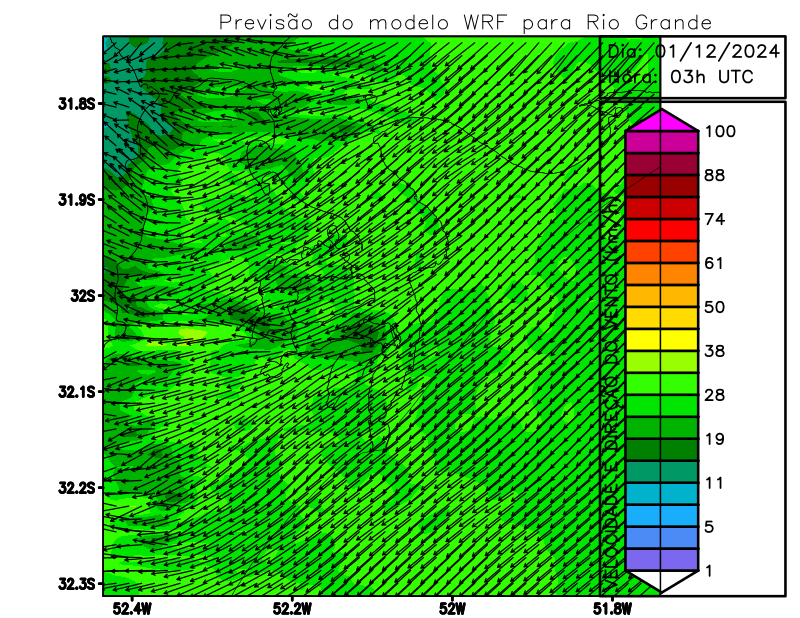 Previsão do modelo WRF para Rio Grande
Dia: 01/12/2024
Hora: 03h UTC
31.8S
31.9S
32S
32.1S
32.2S
32.3S
52.4W
52.2W
52W
51.8W
VELOCIDADE E DIREÇÃO DO VENTO (km/h)
100
88
74
61
50
38
28
19
11
5
1